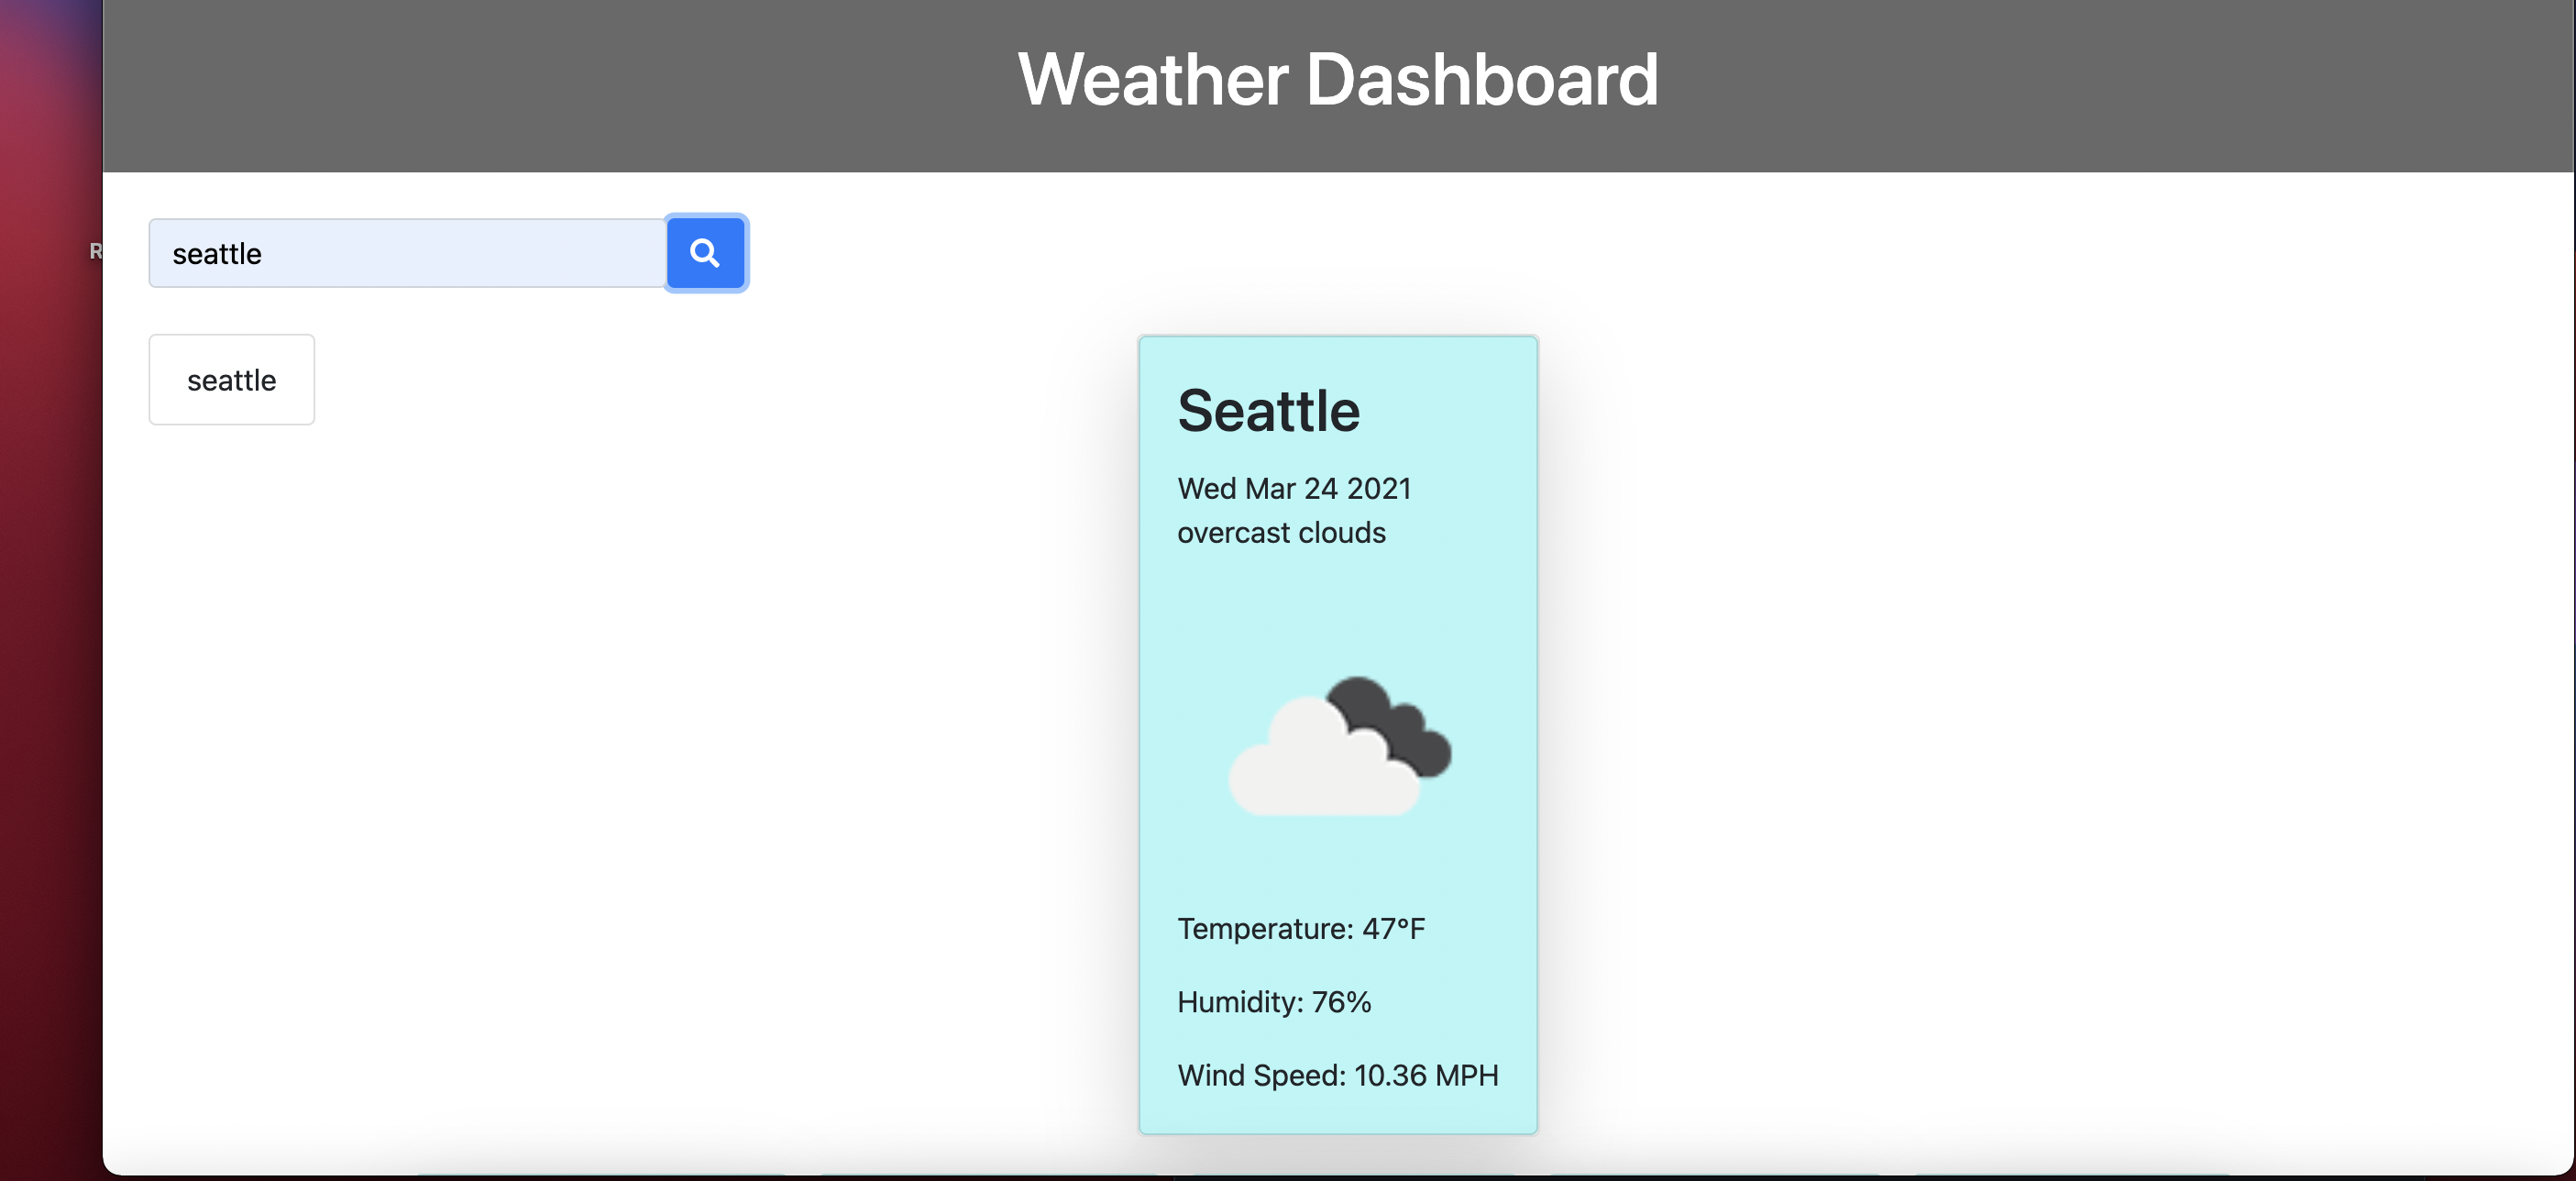 Weather Dashboard
R
seattle
seattle
Seattle
Wed Mar 24 2021
overcast clouds
Temperature: 47°F
Humidity: 76%
Wind Speed: 10.36 MPH